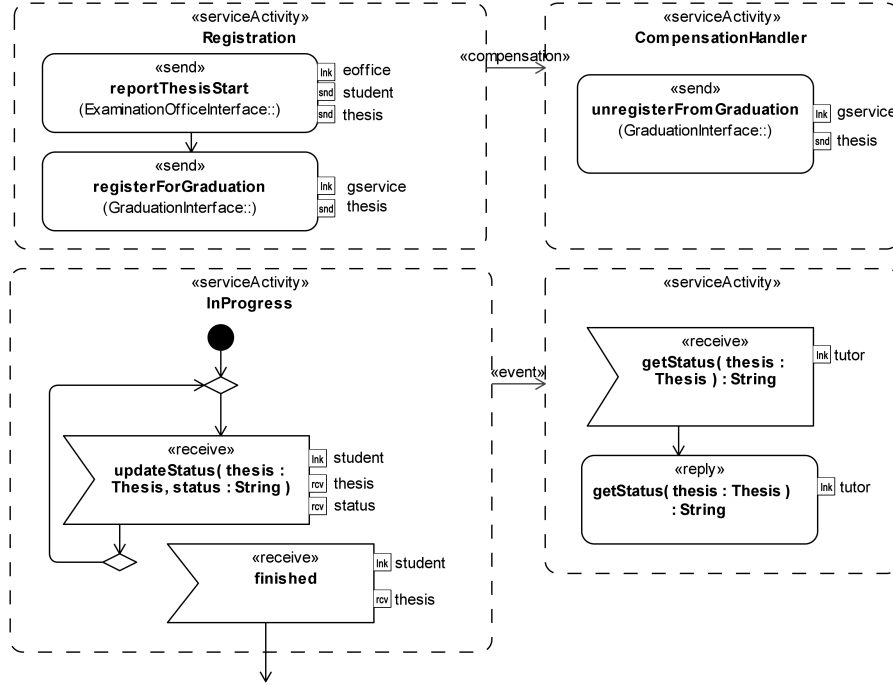 «serviceActivity»
Registration
«send»
reportThesisStart
(ExaminationOfficeInterface::)
lnk eoffice
snd student
snd thesis
«send»
registerForGraduation
(GraduationInterface::)
lnk gservice
snd thesis
«compensation»
«serviceActivity»
CompensationHandler
«send»
unregisterFromGraduation
(GraduationInterface::)
lnk gservice
snd thesis
«serviceActivity»
InProgress
«receive»
updateStatus( thesis :
Thesis, status : String )
lnk student
rcv thesis
rcv status
«receive»
finished
lnk student
rcv thesis
«event»
«serviceActivity»
«receive»
getStatus( thesis :
Thesis ) : String
lnk tutor
«reply»
getStatus( thesis : Thesis )
: String
lnk tutor